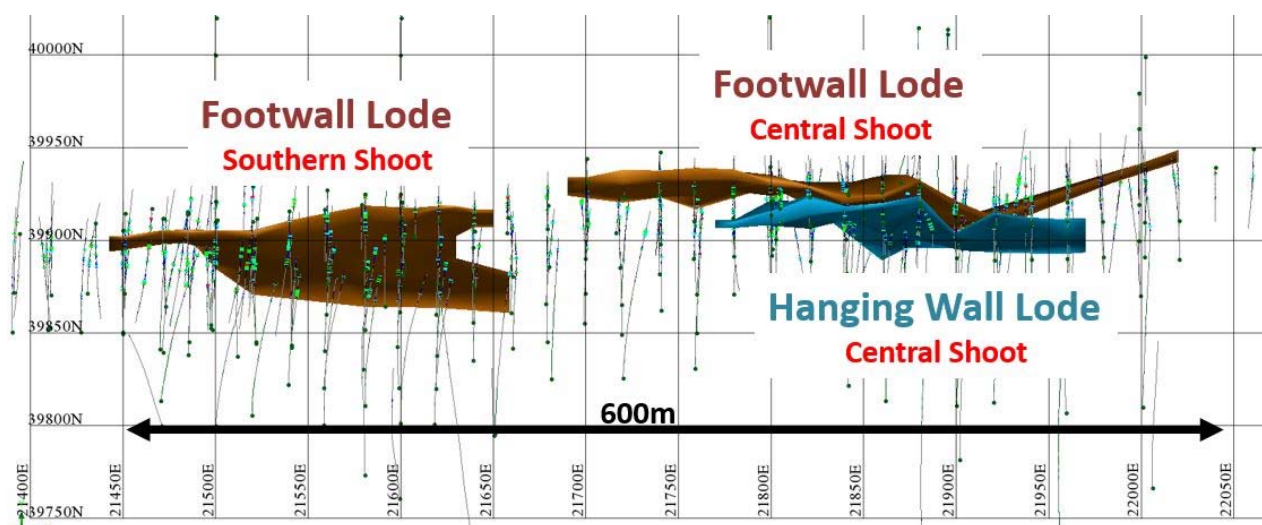 40000N
Footwall Lode
Southern Shoot
Footwall Lode
Central Shoot
39950N
39900N
Hanging Wall Lode
Central Shoot
39850N
39800N
600m
39750N
21400E
21450E
21500E
21550E
21600E
21650E
21700E
21750E
21800E
21850E
21900E
21950E
22000E
22050E